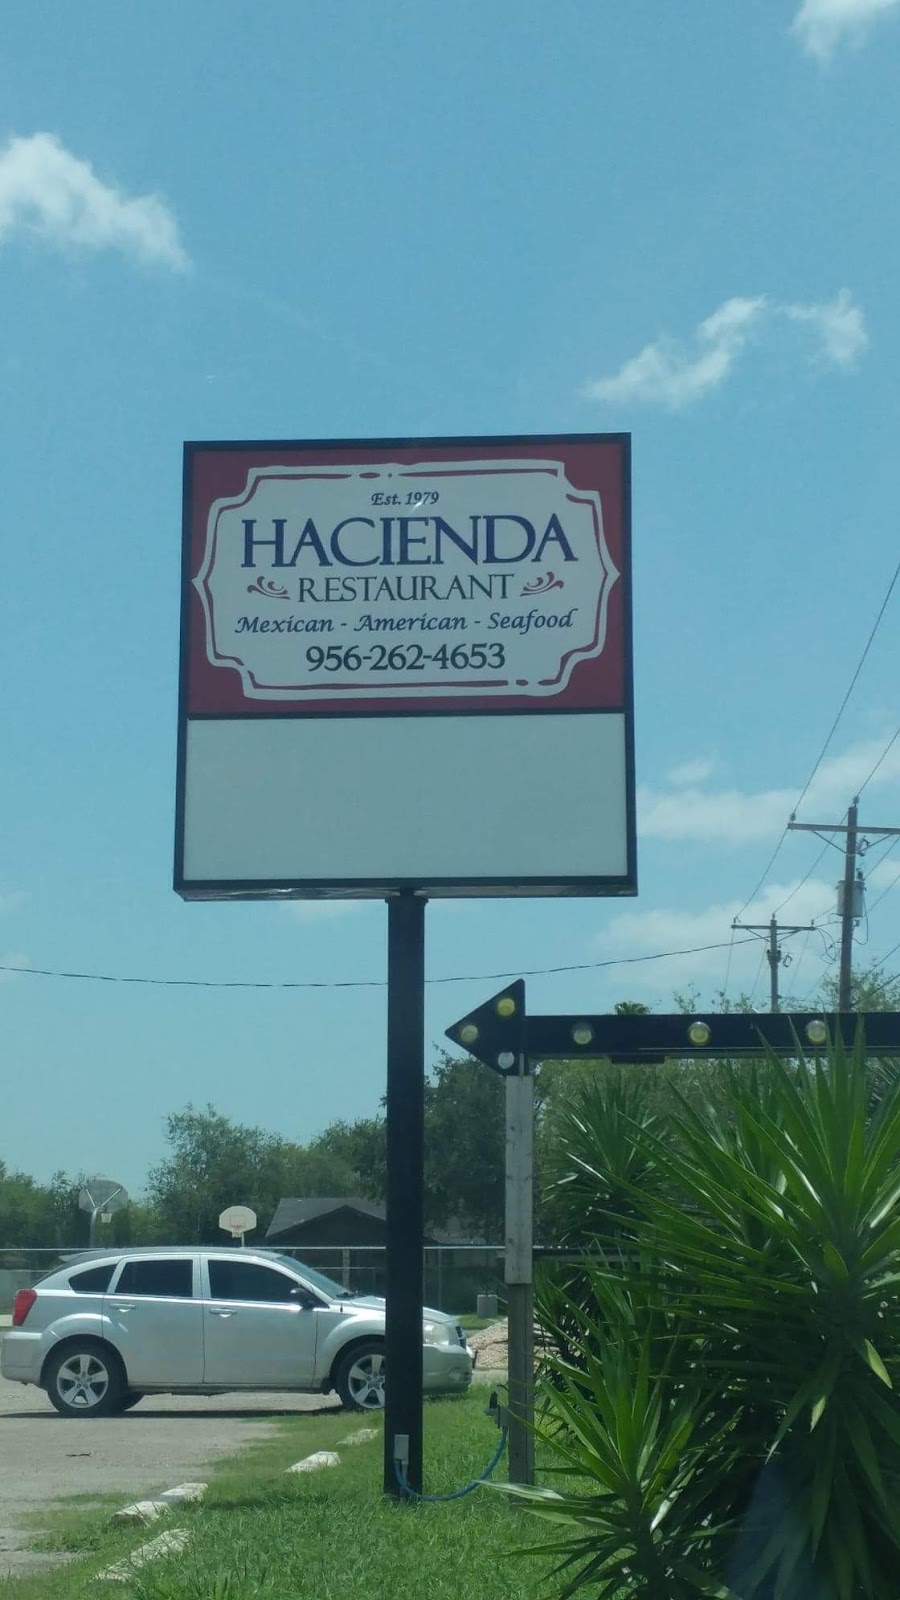 Est. 1979
HACIENDA
RESTAURANT
Mexican - American - Seafood
956-262-4653